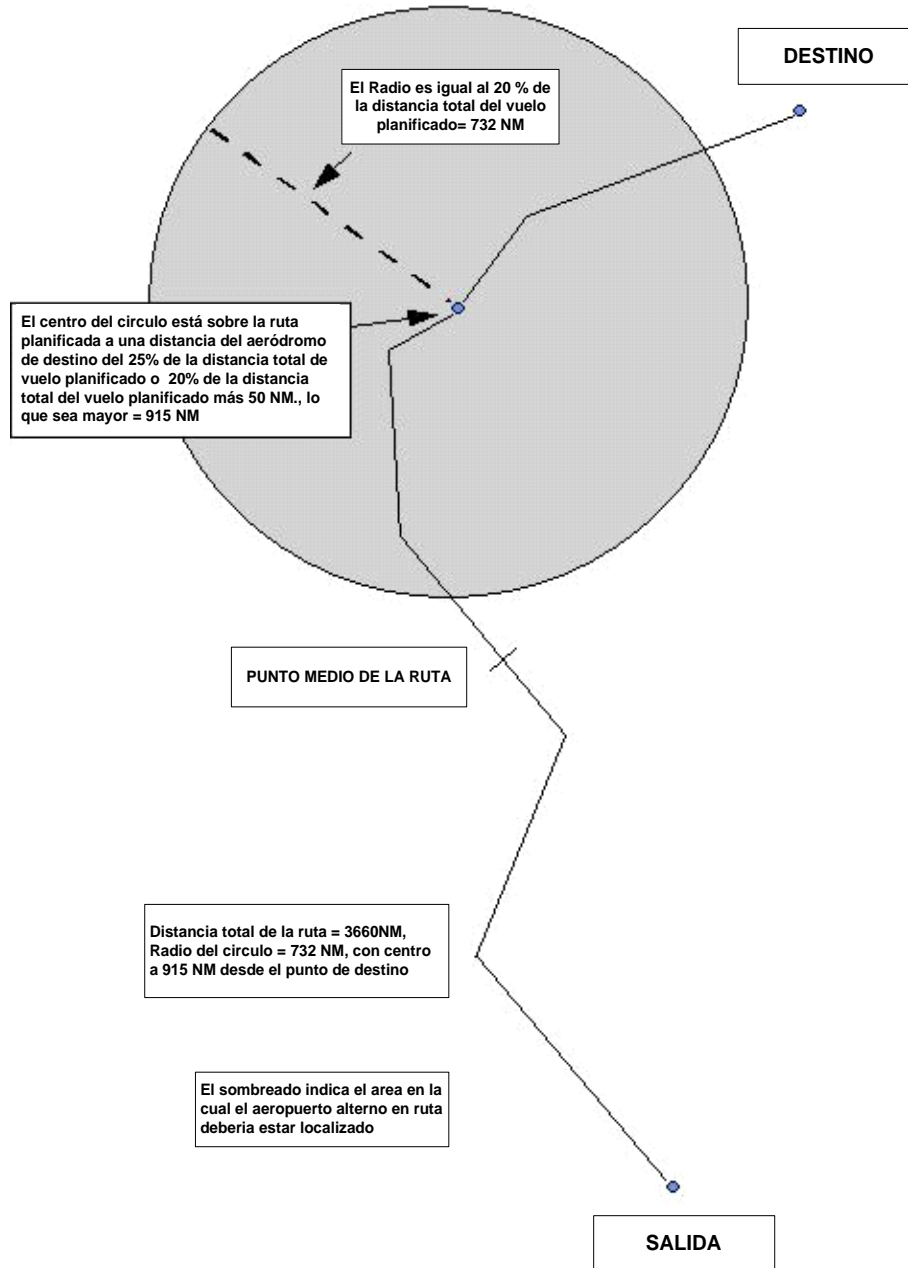 DESTINO
El Radio es igual al 20 % de
la distancia total del vuelo
planificado= 732 NM
El centro del circulo está sobre la ruta
planificada a una distancia del aeródromo
de destino del 25% de la distancia total de
vuelo planificado o 20% de la distancia
total del vuelo planificado más 50 NM., lo
que sea mayor = 915 NM
PUNTO MEDIO DE LA RUTA
Distancia total de la ruta = 3660NM,
Radio del circulo = 732 NM, con centro
a 915 NM desde el punto de destino
El sombreado indica el area en la
cual el aeropuerto alterno en ruta
deberia estar localizado
SALIDA